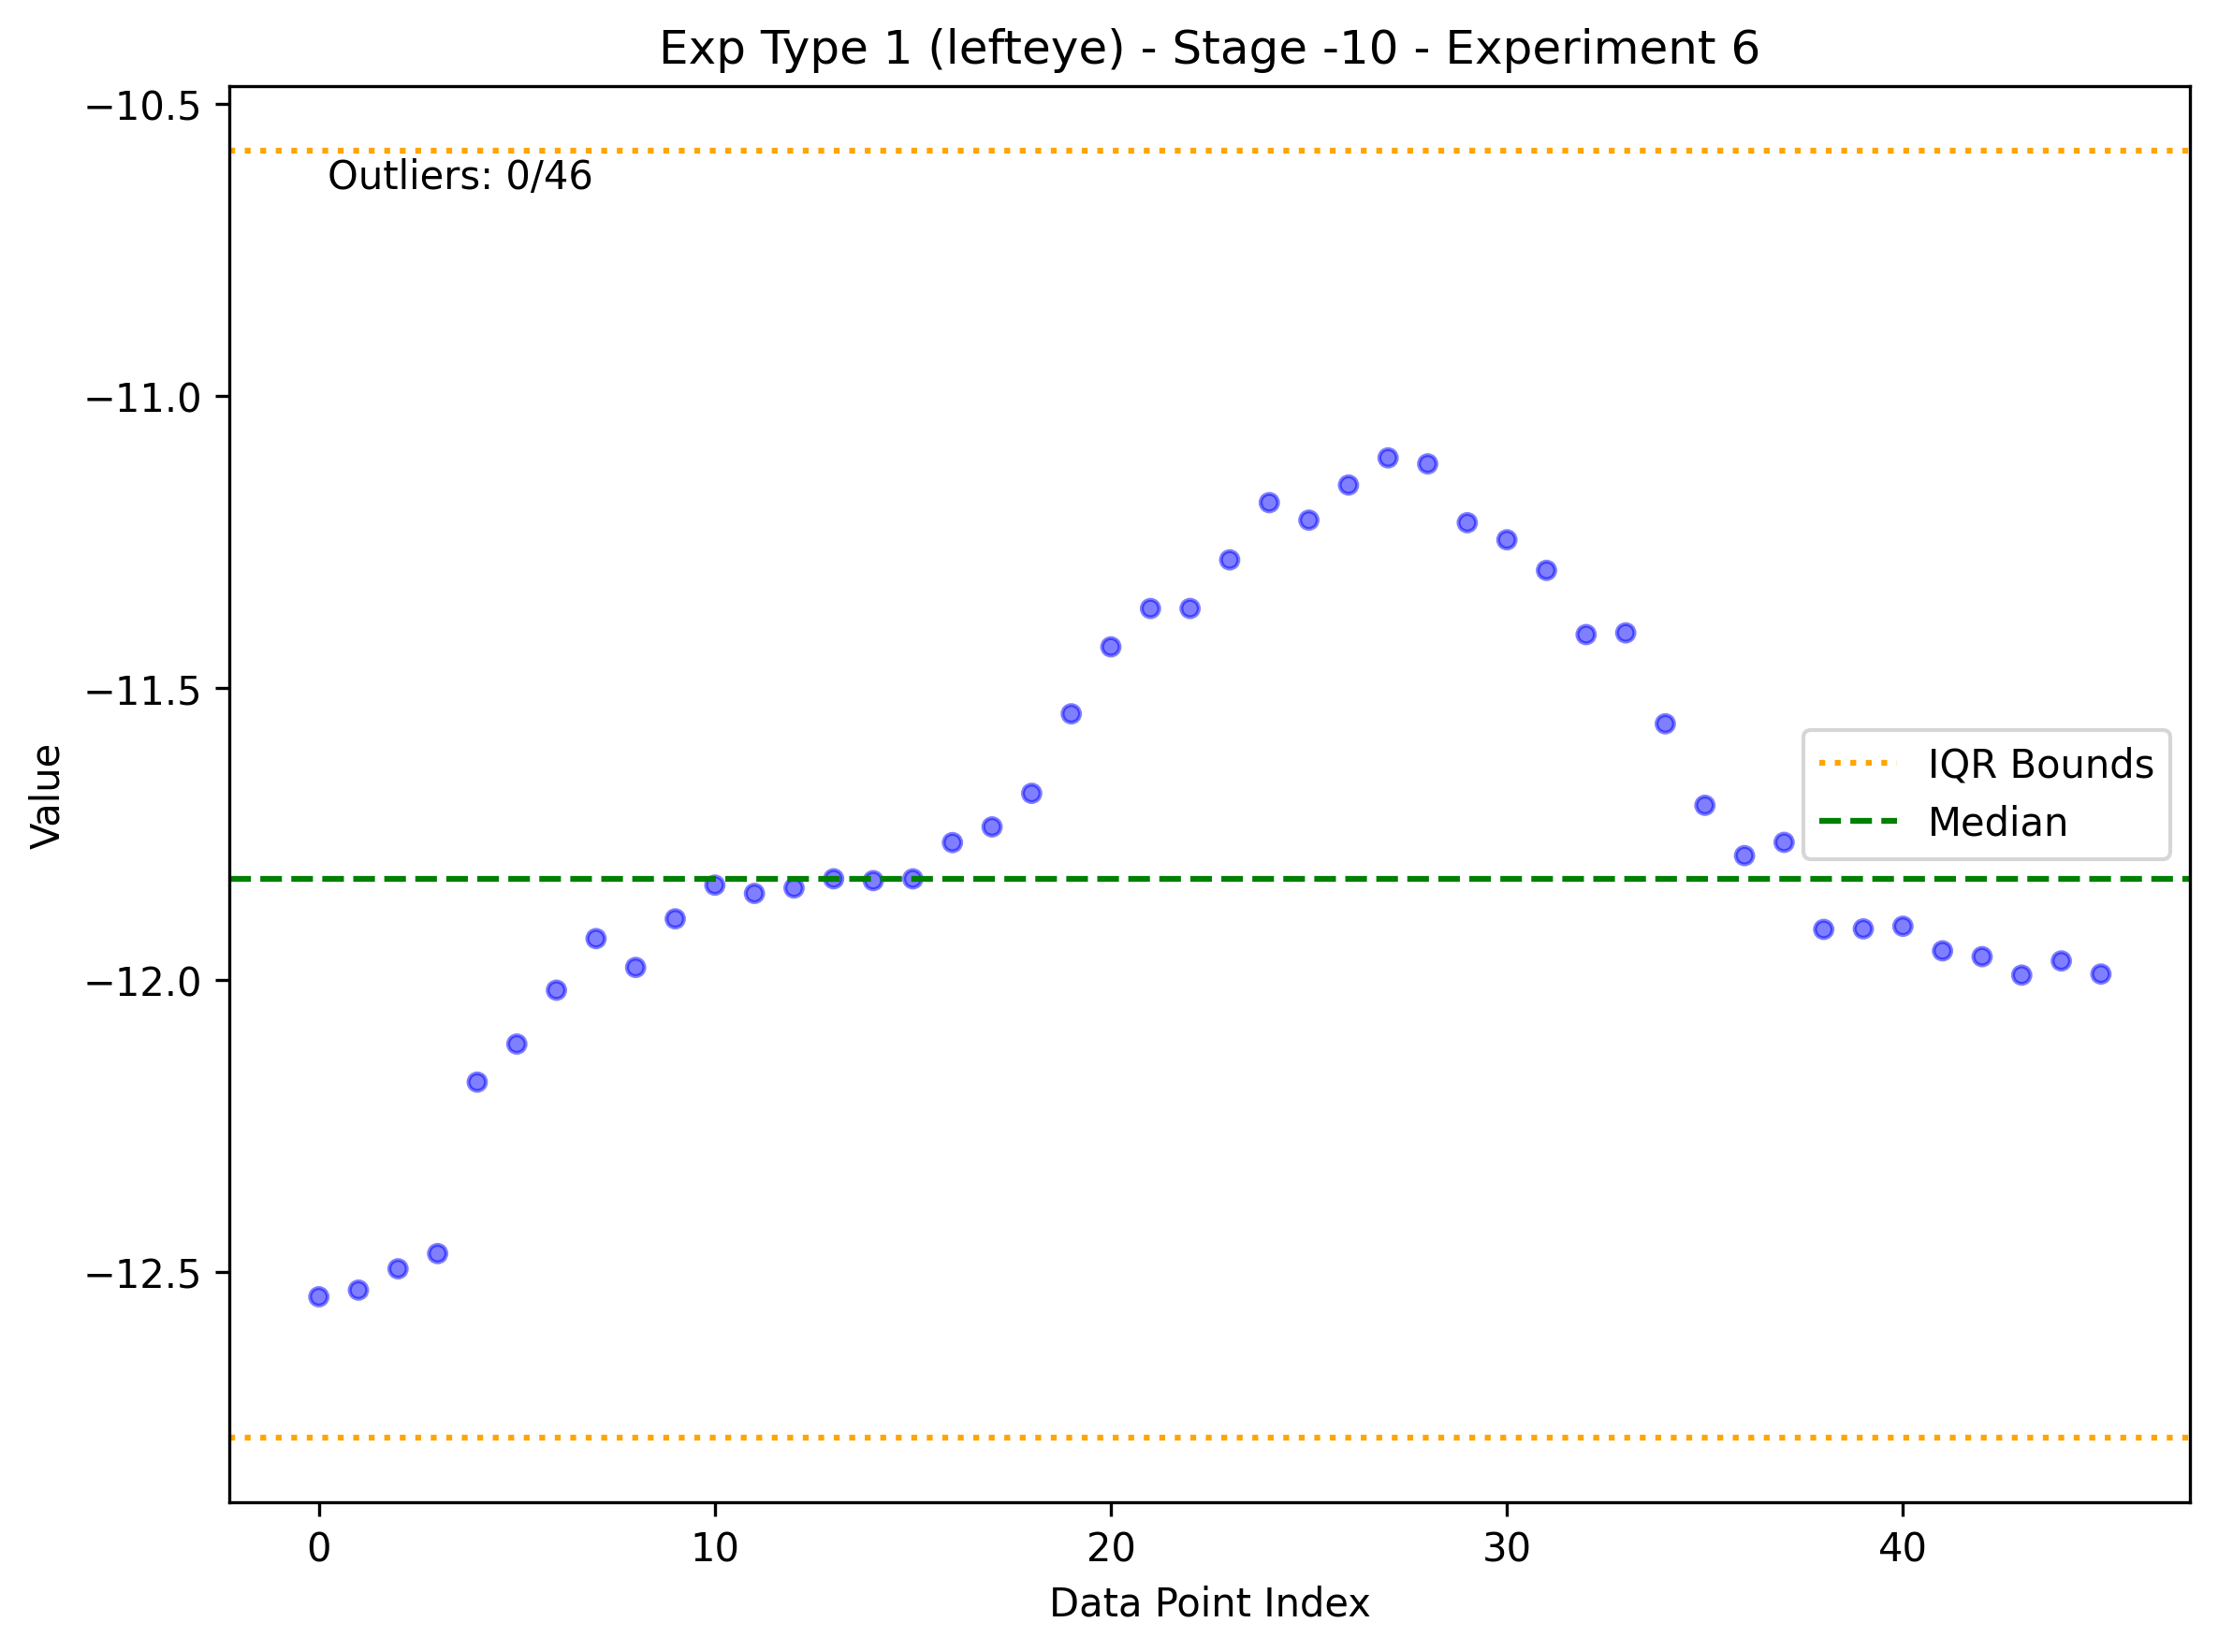 Exp Type 1 (lefteye) - Stage -10 - Experiment 6
−10.5
Outliers: 0/46
−11.0
−11.5
IQR Bounds
Median
Value
−12.0
−12.5
0 10 20 30 40
Data Point Index